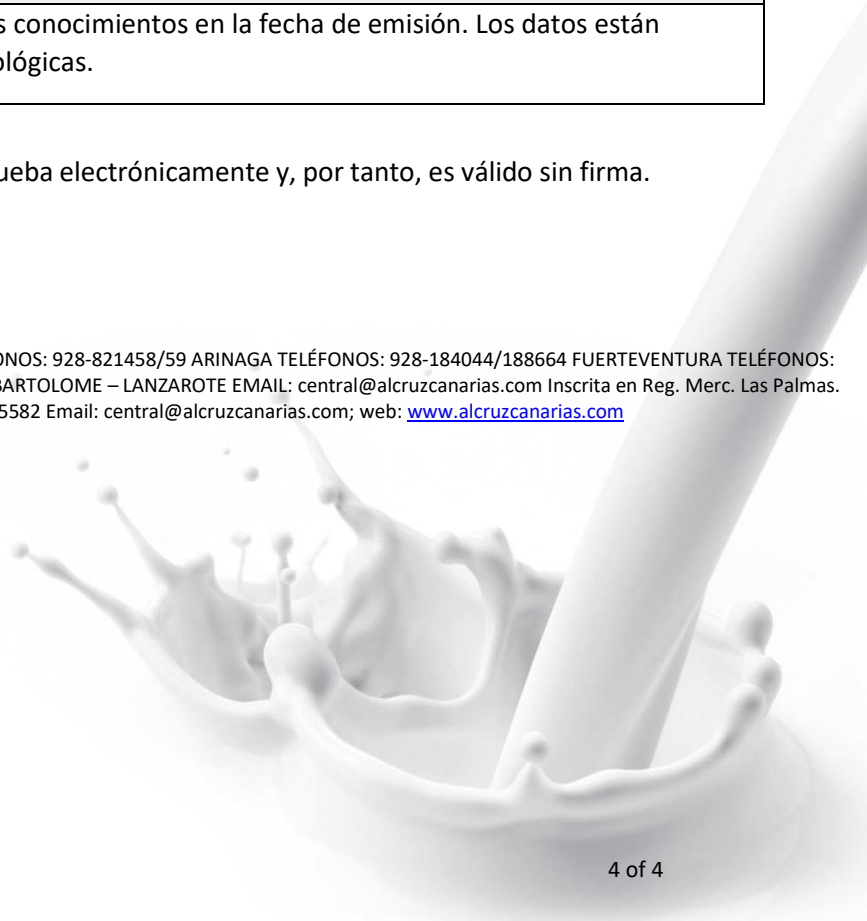 s conocimientos en la fecha de emisión. Los datos están
ológicas.
ueba electrónicamente y, por tanto, es válido sin firma.
ONOS: 928-821458/59 ARINAGA TELÉFONOS: 928-184044/188664 FUERTEVENTURA TELÉFONOS:
BARTOLOME – LANZAROTE EMAIL: central@alcruzcanarias.com Inscrita en Reg. Merc. Las Palmas.
5582 Email: central@alcruzcanarias.com; web: www.alcruzcanarias.com
4 of 4